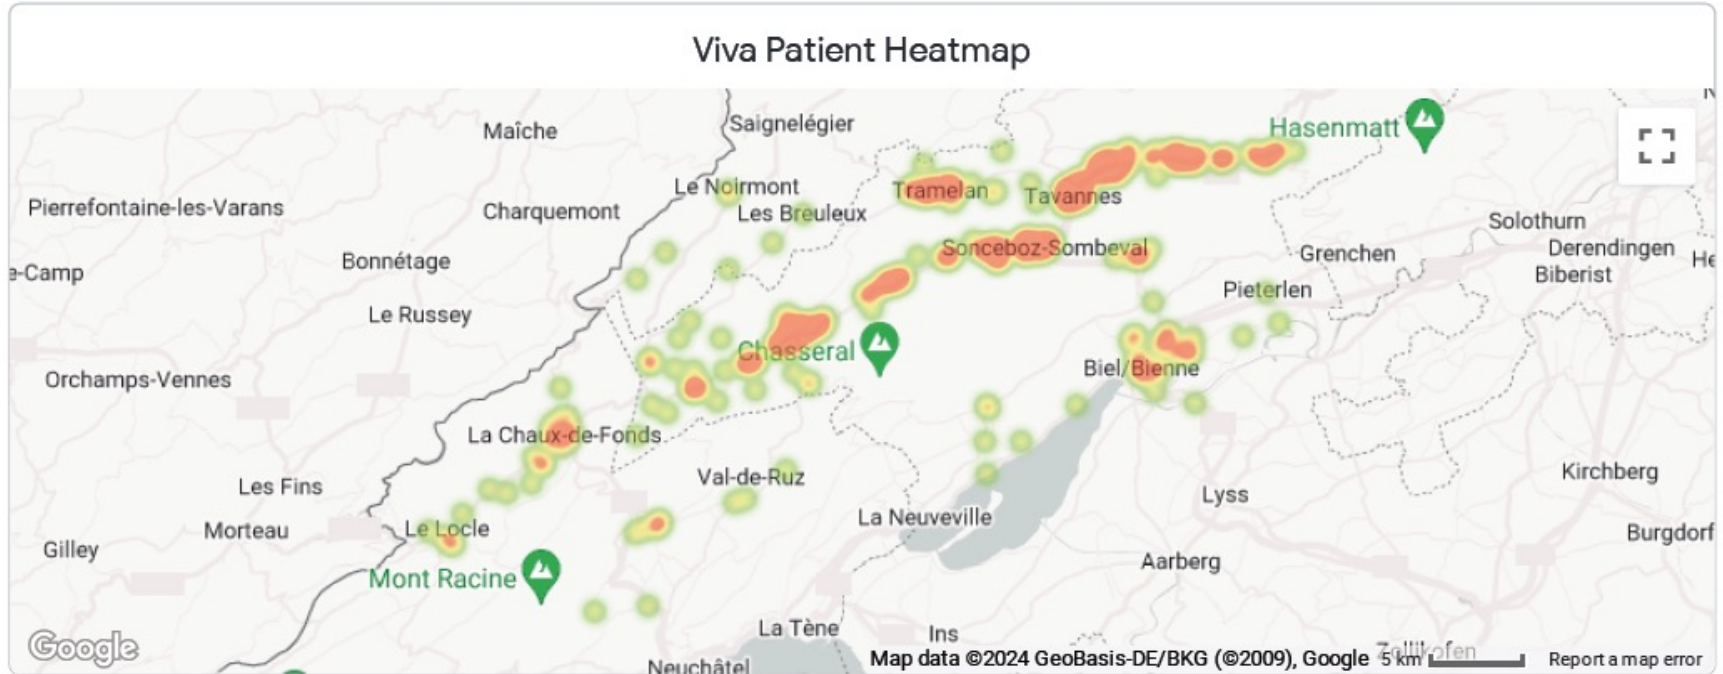 Viva Patient Heatmap
Maîche
Saignelégier
Hasenmatt
Le Noirmont
Tramelan
Tavannes
Pierrefontaine-les-Varans
Charquemont
Les Breuleux
Solothurn
Sonceboz-Sombeval
Grenchen
Derendingen
e-Camp
Bonnétage
Biberist
He
Le Russey
Pieterlen
Chasseral
Orchamps-Vennes
Biel/Bienne
La Chaux-de-Fonds
Les Fins
Val-de-Ruz
Kirchberg
Lyss
Morteau
Le Locle
La Neuveville
Burgdorf
Gilley
Aarberg
Mont Racine
La Tène
Ins
Google
Neuchâtel
Zollikofen
Map data ©2024 GeoBasis-DE/BKG (©2009), Google 5 km Report a map error